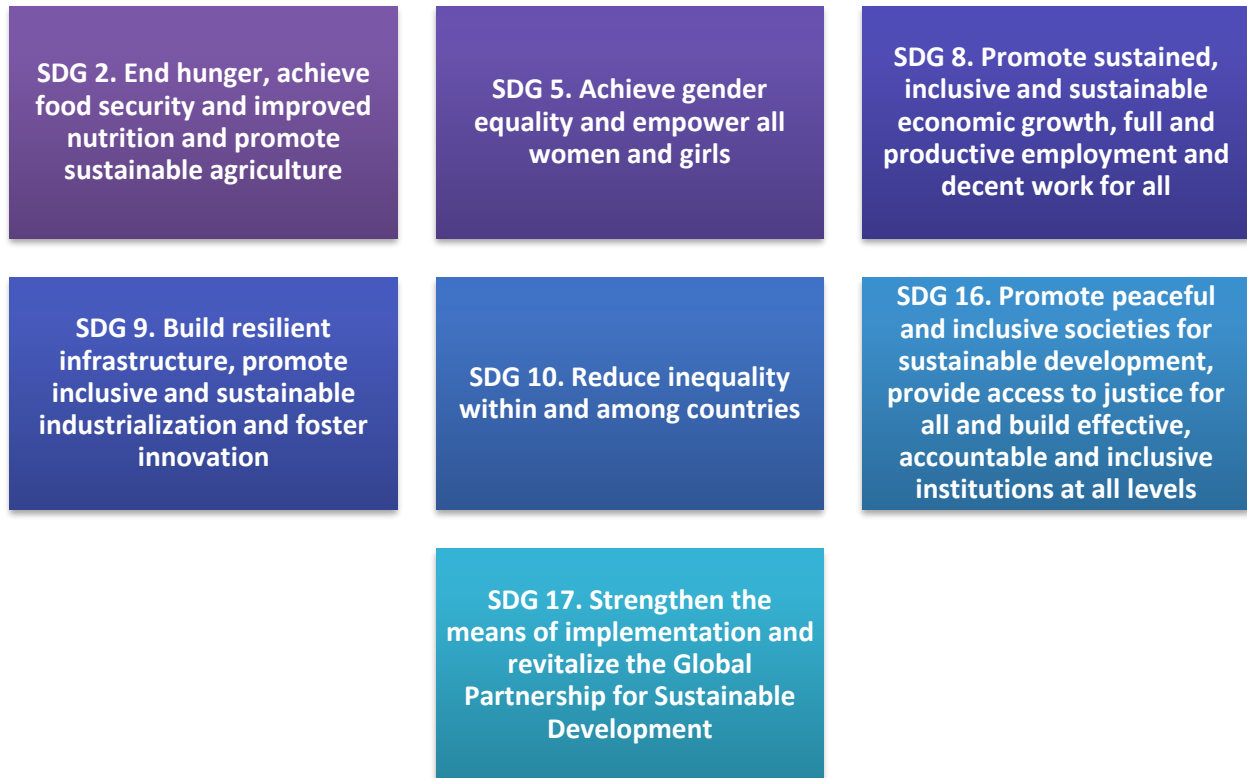 SDG 2. End hunger, achieve
food security and improved
nutrition and promote
sustainable agriculture
SDG 5. Achieve gender
equality and empower all
women and girls
SDG 8. Promote sustained,
inclusive and sustainable
economic growth, full and
productive employment and
decent work for all
SDG 9. Build resilient
infrastructure, promote
inclusive and sustainable
industrialization and foster
innovation
SDG 10. Reduce inequality
within and among countries
SDG 16. Promote peaceful
and inclusive societies for
sustainable development,
provide access to justice for
all and build effective,
accountable and inclusive
institutions at all levels
SDG 17. Strengthen the
means of implementation and
revitalize the Global
Partnership for Sustainable
Development